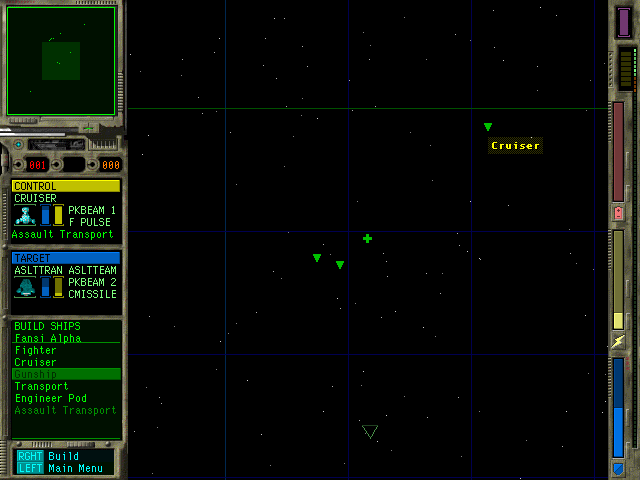 Cruiser
001 000
CONTROL
CRUISER
PKBEAM 1
F PULSE
Assault Transport
TARGET
ASLTTRAN ASLTTEAM
PKBEAM 2
CMISSILE
BUILD SHIPS
Fansi Alpha
Fighter
Cruiser
Gunship
Transport
Engineer Pod
Assault Transport
RGHT Build
LEFT Main Menu